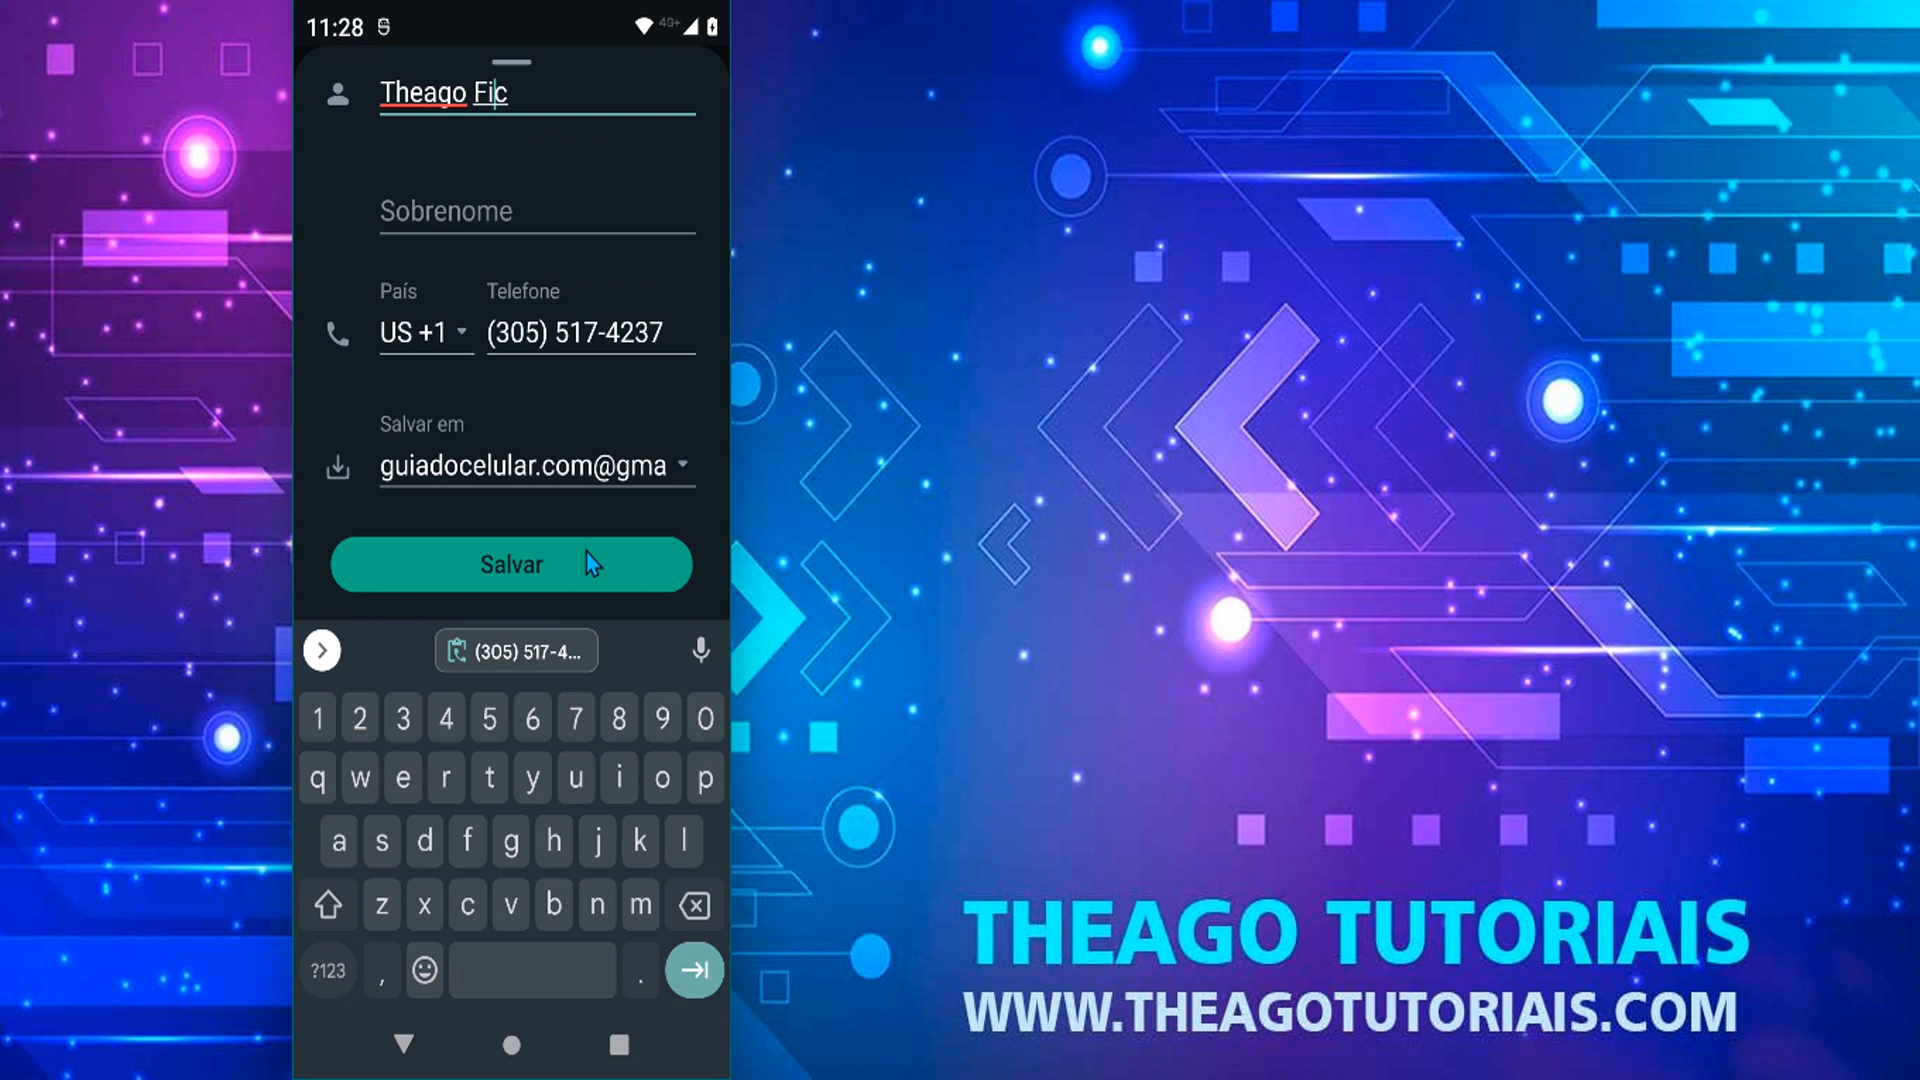 11:28
4G+
Theago Fic
Sobrenome
País Telefone
US +1 (305) 517-4237
Salvar em
guiadocelular.com@gma
Salvar
(305) 517-4...
1 2 3 4 5 6 7 8 9 0
q w e r t y u i o p
a s d f g h j k l
z x c v b n m
?123 , .
THEAGO TUTORIAIS
WWW.THEAGOTUTORIAIS.COM